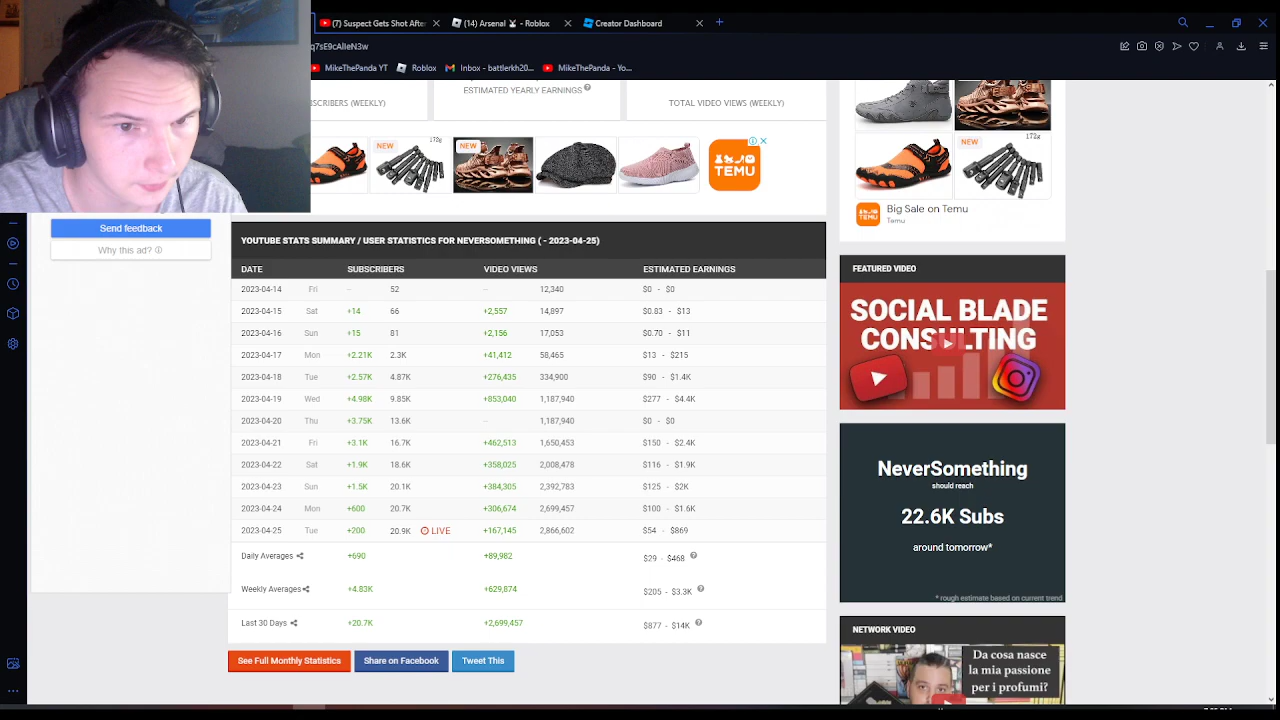 (7) Suspect Gets Shot After
(14) Arsenal - Roblox
Creator Dashboard
q7sE9cAlIeN3w
MikeThePanda YT
Roblox
Inbox - battlerkh20...
MikeThePanda - Yo...
SCRIBERS (WEEKLY)
ESTIMATED YEARLY EARNINGS
TOTAL VIDEO VIEWS (WEEKLY)
NEW
172g
NEW
TEMU
NEW
172g
Big Sale on Temu
Temu
Send feedback
Why this ad?
YOUTUBE STATS SUMMARY / USER STATISTICS FOR NEVERSOMETHING ( - 2023-04-25)
DATE SUBSCRIBERS VIDEO VIEWS ESTIMATED EARNINGS
2023-04-14 Fri -- 52 -- 12,340 $0 - $0
2023-04-15 Sat +14 66 +2,557 14,897 $0.83 - $13
2023-04-16 Sun +15 81 +2,156 17,053 $0.70 - $11
2023-04-17 Mon +2.21K 2.3K +41,412 58,465 $13 - $215
2023-04-18 Tue +2.57K 4.87K +276,435 334,900 $90 - $1.4K
2023-04-19 Wed +4.98K 9.85K +853,040 1,187,940 $277 - $4.4K
2023-04-20 Thu +3.75K 13.6K -- 1,187,940 $0 - $0
2023-04-21 Fri +3.1K 16.7K +462,513 1,650,453 $150 - $2.4K
2023-04-22 Sat +1.9K 18.6K +358,025 2,008,478 $116 - $1.9K
2023-04-23 Sun +1.5K 20.1K +384,305 2,392,783 $125 - $2K
2023-04-24 Mon +600 20.7K +306,674 2,699,457 $100 - $1.6K
2023-04-25 Tue +200 20.9K LIVE +167,145 2,866,602 $54 - $869
Daily Averages +690 +89,982 $29 - $468
Weekly Averages +4.83K +629,874 $205 - $3.3K
Last 30 Days +20.7K +2,699,457 $877 - $14K
See Full Monthly Statistics
Share on Facebook
Tweet This
FEATURED VIDEO
SOCIAL BLADE
CONSULTING
NeverSomething
should reach
22.6K Subs
around tomorrow*
* rough estimate based on current trend
NETWORK VIDEO
Da cosa nasce
la mia passione
per i profumi?